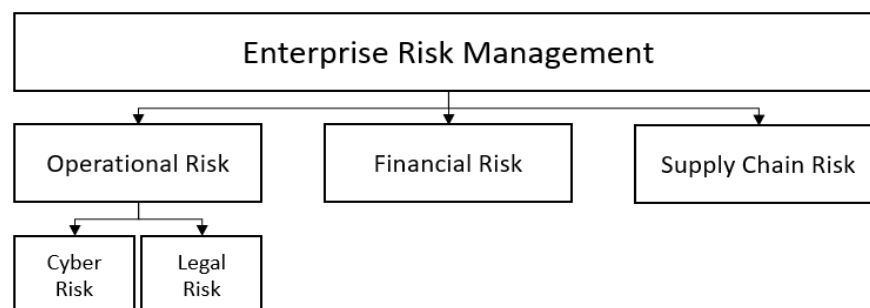 Enterprise Risk Management
Operational Risk
Financial Risk
Supply Chain Risk
Cyber
Risk
Legal
Risk